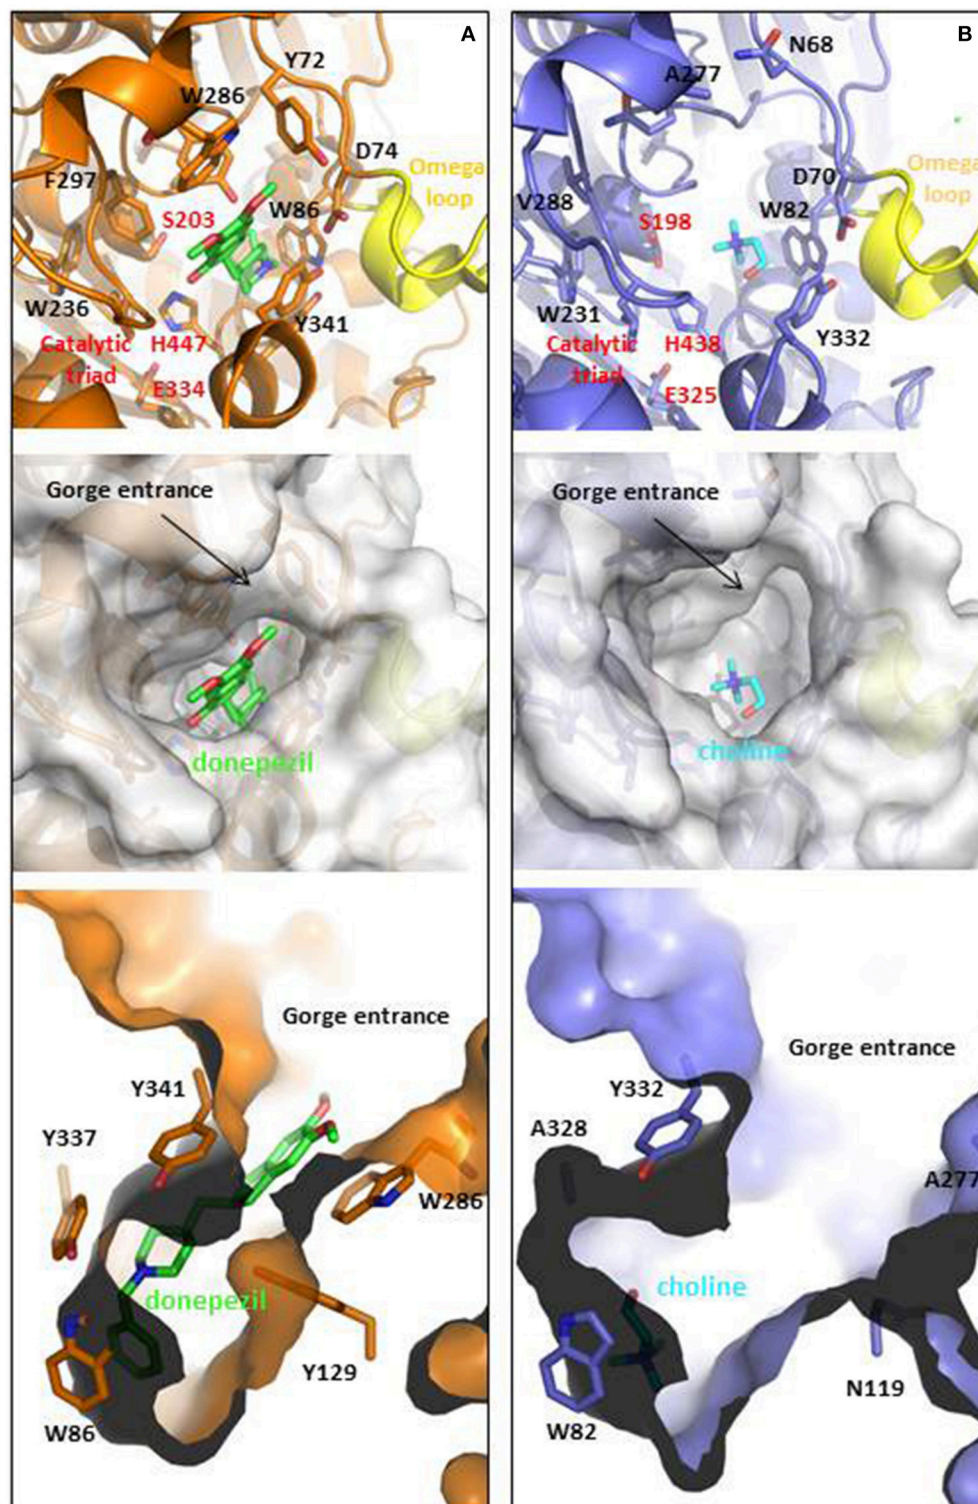 A
Y72
W286
D74
Omega
loop
F297
S203
W86
W236
Y341
Catalytic
triad
H447
E334
Gorge entrance
donepezil
Gorge entrance
Y341
Y337
W286
donepezil
Y129
W86
B
N68
A277
D70
Omega
loop
V288
S198
W82
W231
Y332
Catalytic
triad
H438
E325
Gorge entrance
choline
Gorge entrance
Y332
A328
A277
choline
N119
W82